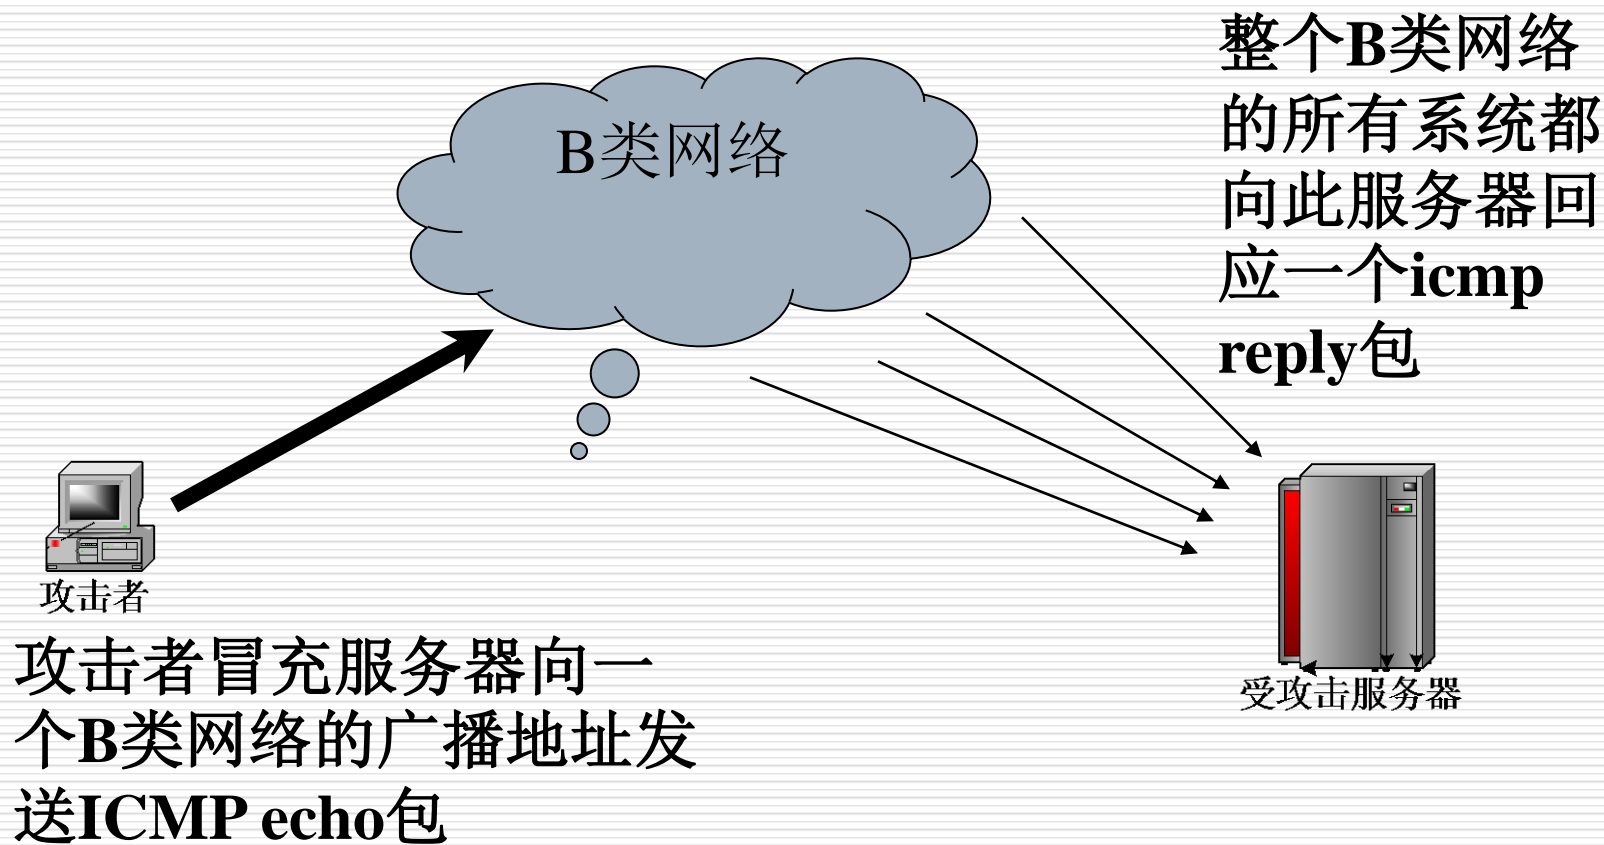 整个B类网络
的所有系统都
向此服务器回
应一个icmp
reply包
B类网络
攻击者
攻击者冒充服务器向一
个B类网络的广播地址发
送ICMP echo包
受攻击服务器